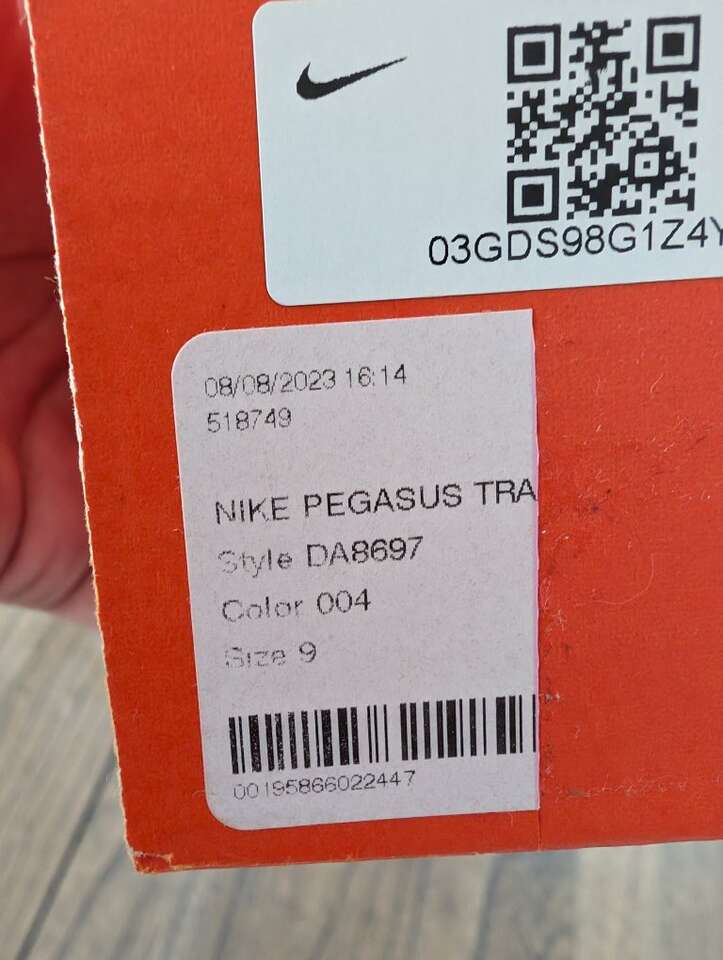 03GDS98G1Z4Y
08/08/2023 16:14
518749
NIKE PEGASUS TRA
Style DA8697
Color 004
Size 9
00195866022447